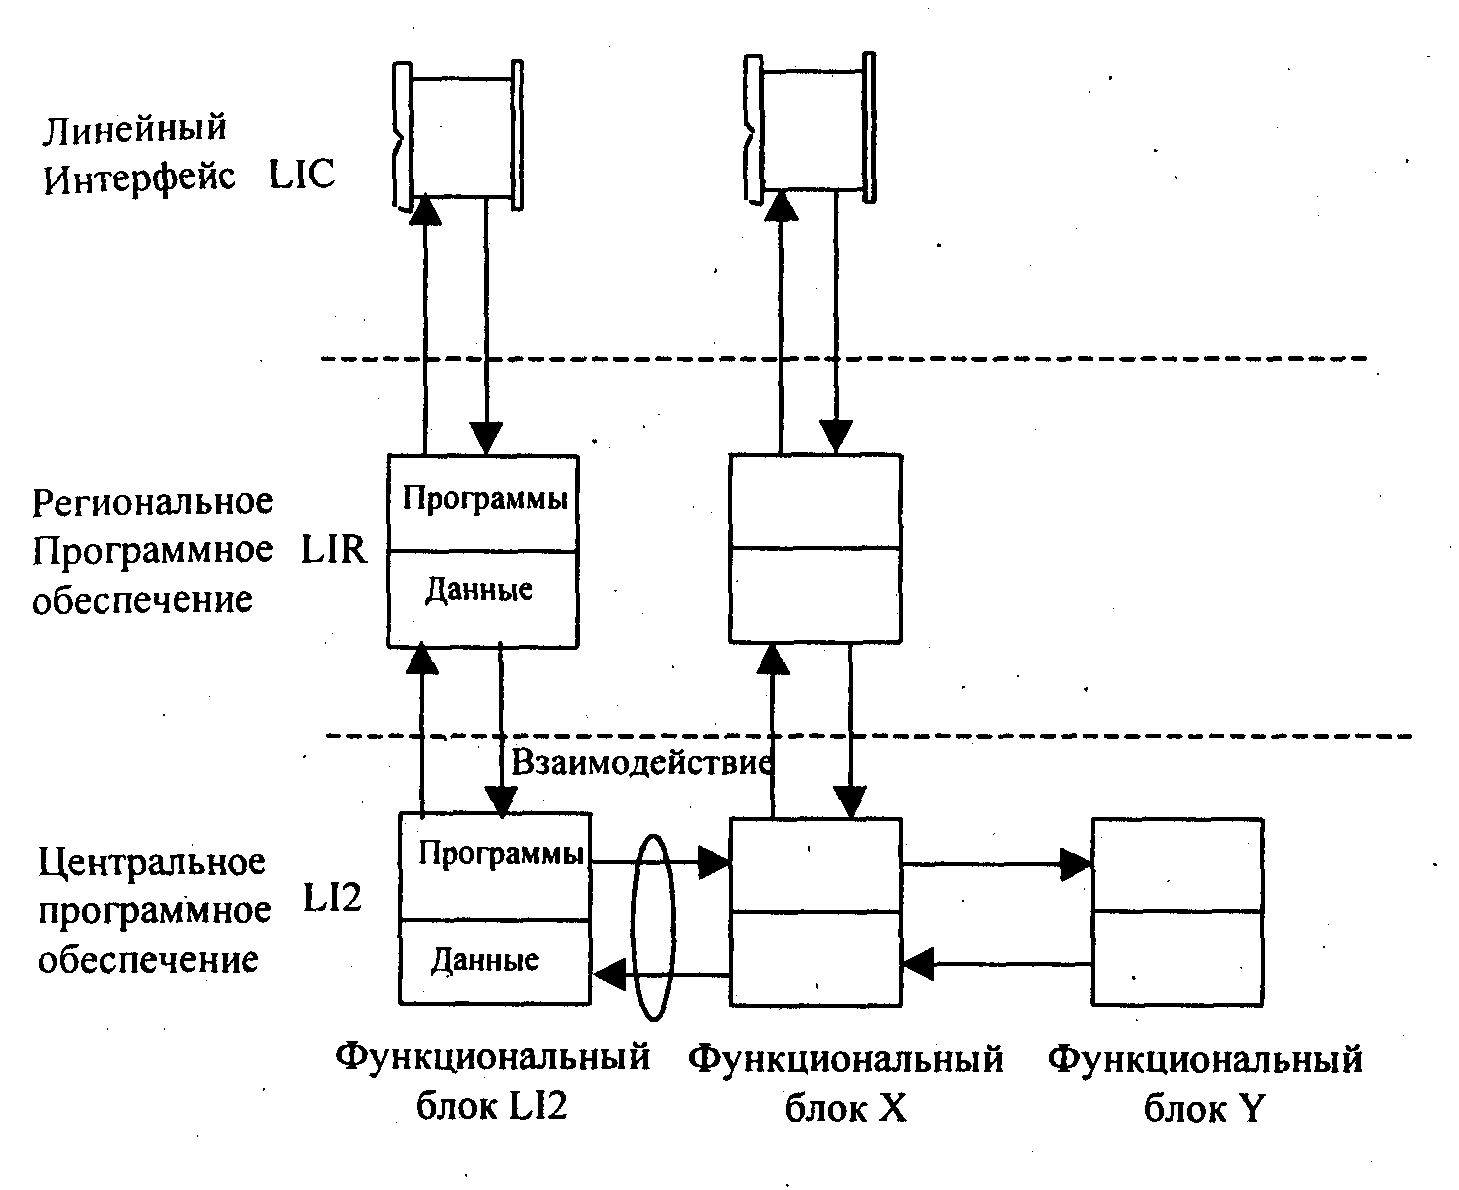 Линейный
Интерфейс LIC
Региональное
Программное LIR
обеспечение
Программы
Данные
Взаимодействие
Центральное
программное LI2
обеспечение
Программы
Данные
Функциональный
блок LI2
Функциональный
блок X
Функциональный
блок Y